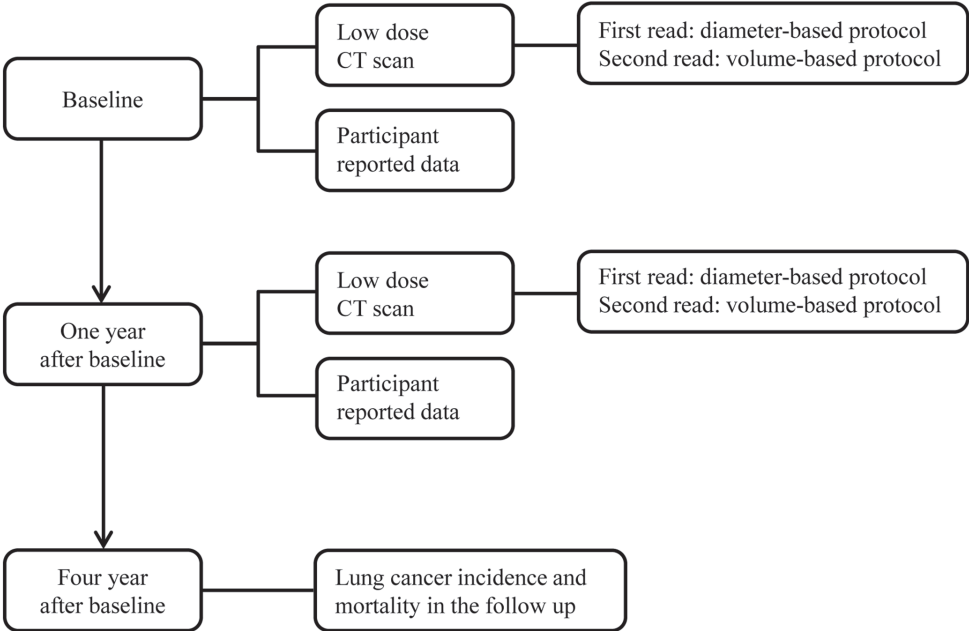 Low dose
CT scan
First read: diameter-based protocol
Second read: volume-based protocol
Baseline
Participant
reported data
Low dose
CT scan
First read: diameter-based protocol
Second read: volume-based protocol
One year
after baseline
Participant
reported data
Four year
after baseline
Lung cancer incidence and
mortality in the follow up